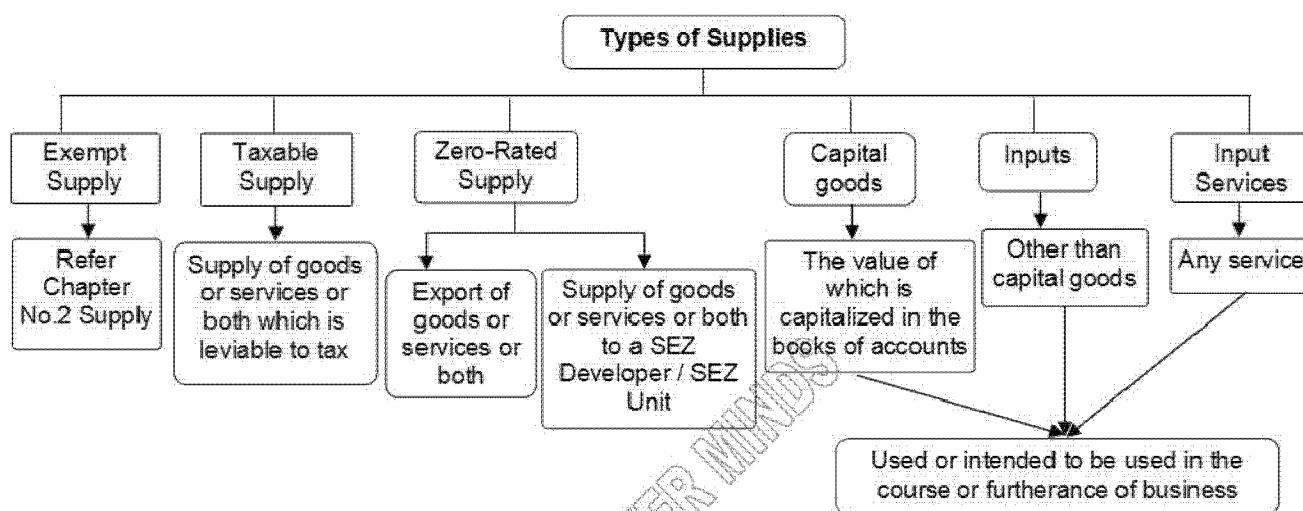 Types of Supplies
Exempt
Supply
Taxable
Supply
Zero-Rated
Supply
Capital
goods
Inputs
Input
Services
Refer
Chapter
No.2 Supply
Supply of goods
or services or
both which is
leviable to tax
Export of
goods or
services or
both
Supply of goods
or services or both
to a SEZ
Developer / SEZ
Unit
The value of
which is
capitalized in the
books of accounts
Other than
capital goods
Any service
Used or intended to be used in the
course or furtherance of business
MINDS